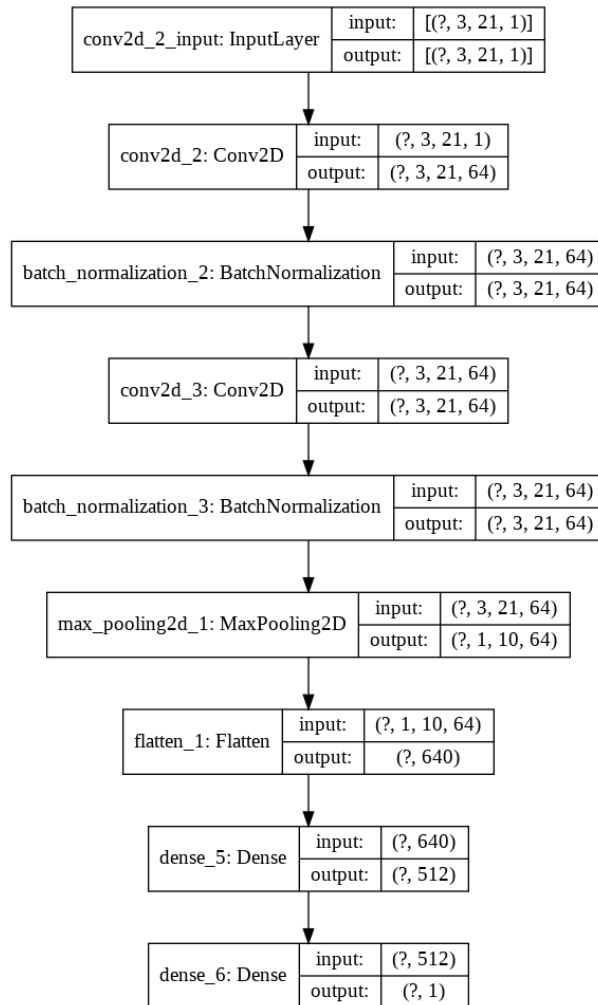 conv2d_2_input: InputLayer
input: [(?, 3, 21, 1)]
output: [(?, 3, 21, 1)]
conv2d_2: Conv2D
input: (?, 3, 21, 1)
output: (?, 3, 21, 64)
batch_normalization_2: BatchNormalization
input: (?, 3, 21, 64)
output: (?, 3, 21, 64)
conv2d_3: Conv2D
input: (?, 3, 21, 64)
output: (?, 3, 21, 64)
batch_normalization_3: BatchNormalization
input: (?, 3, 21, 64)
output: (?, 3, 21, 64)
max_pooling2d_1: MaxPooling2D
input: (?, 3, 21, 64)
output: (?, 1, 10, 64)
flatten_1: Flatten
input: (?, 1, 10, 64)
output: (?, 640)
dense_5: Dense
input: (?, 640)
output: (?, 512)
dense_6: Dense
input: (?, 512)
output: (?, 1)